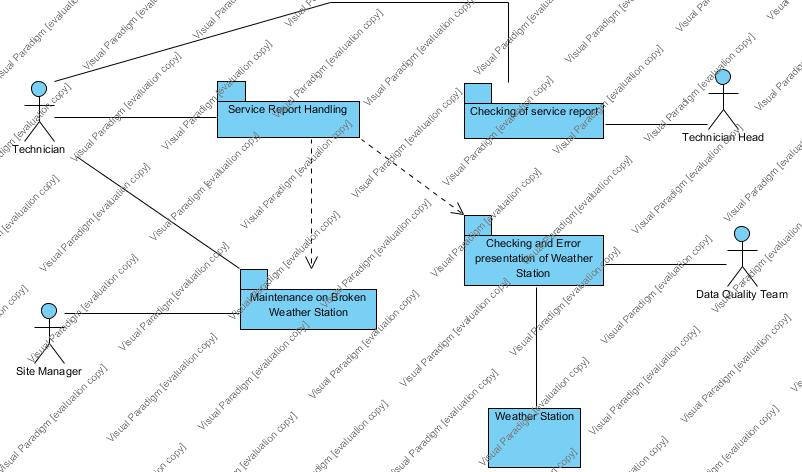 Service Report Handling
Checking of service report
Technician
Technician Head
Checking and Error
presentation of Weather
Station
Data Quality Team
Maintenance on Broken
Weather Station
Site Manager
Weather Station
Visual Paradigm [evaluation copy]